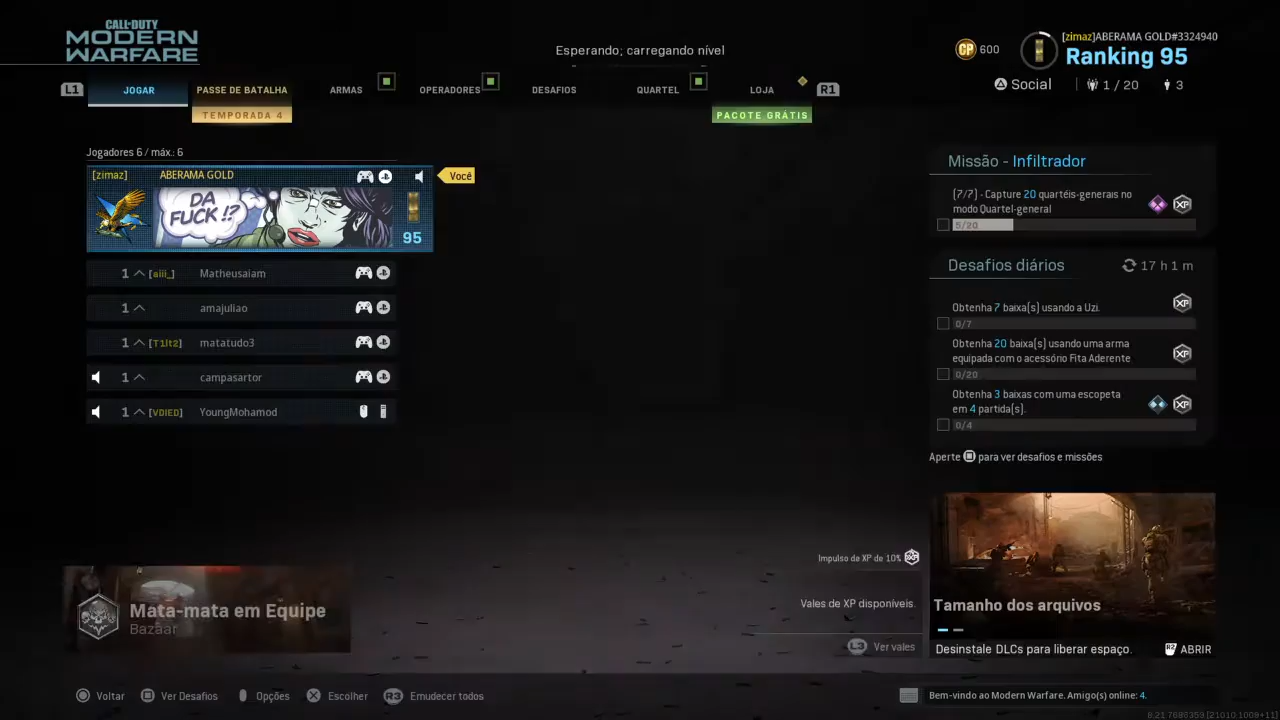 CALL OF DUTY
MODERN
WARFARE
Esperando; carregando nível
CP 600
[zimaz]ABERAMA GOLD#3324940
Ranking 95
Social
1 / 20
3
L1
JOGAR
PASSE DE BATALHA
ARMAS
OPERADORES
DESAFIOS
QUARTEL
LOJA
R1
TEMPORADA 4
PACOTE GRÁTIS
Jogadores 6 / máx.: 6
[zimaz] ABERAMA GOLD
Você
DA
FUCK !?
95
1 [aiii_] Matheusaiam
1 amajuliao
1 [T1lt2] matatudo3
1 campasartor
1 [VDIED] YoungMohamod
Missão - Infiltrador
(7/7) - Capture 20 quartéis-generais no
modo Quartel-general
XP
5/20
Desafios diários
17 h 1 m
Obtenha 7 baixa(s) usando a Uzi.
XP
0/7
Obtenha 20 baixa(s) usando uma arma
equipada com o acessório Fita Aderente
XP
0/20
Obtenha 3 baixas com uma escopeta
em 4 partida(s).
XP
0/4
Aperte para ver desafios e missões
Impulso de XP de 10%
Vales de XP disponíveis.
L3 Ver vales
Tamanho dos arquivos
Desinstale DLCs para liberar espaço.
R2 ABRIR
Mata-mata em Equipe
Bazaar
Voltar
Ver Desafios
Opções
Escolher
R3 Emudecer todos
Bem-vindo ao Modern Warfare. Amigo(s) online: 4.